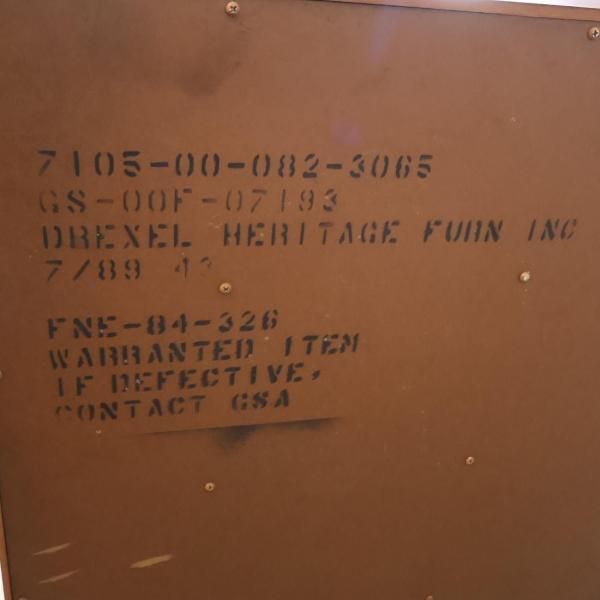 7105-00-082-3065
GS-00F-07193
DREXEL HERITAGE FURN INC
7/89
FNE-84-326
WARRANTED ITEM
IF DEFECTIVE,
CONTACT GSA